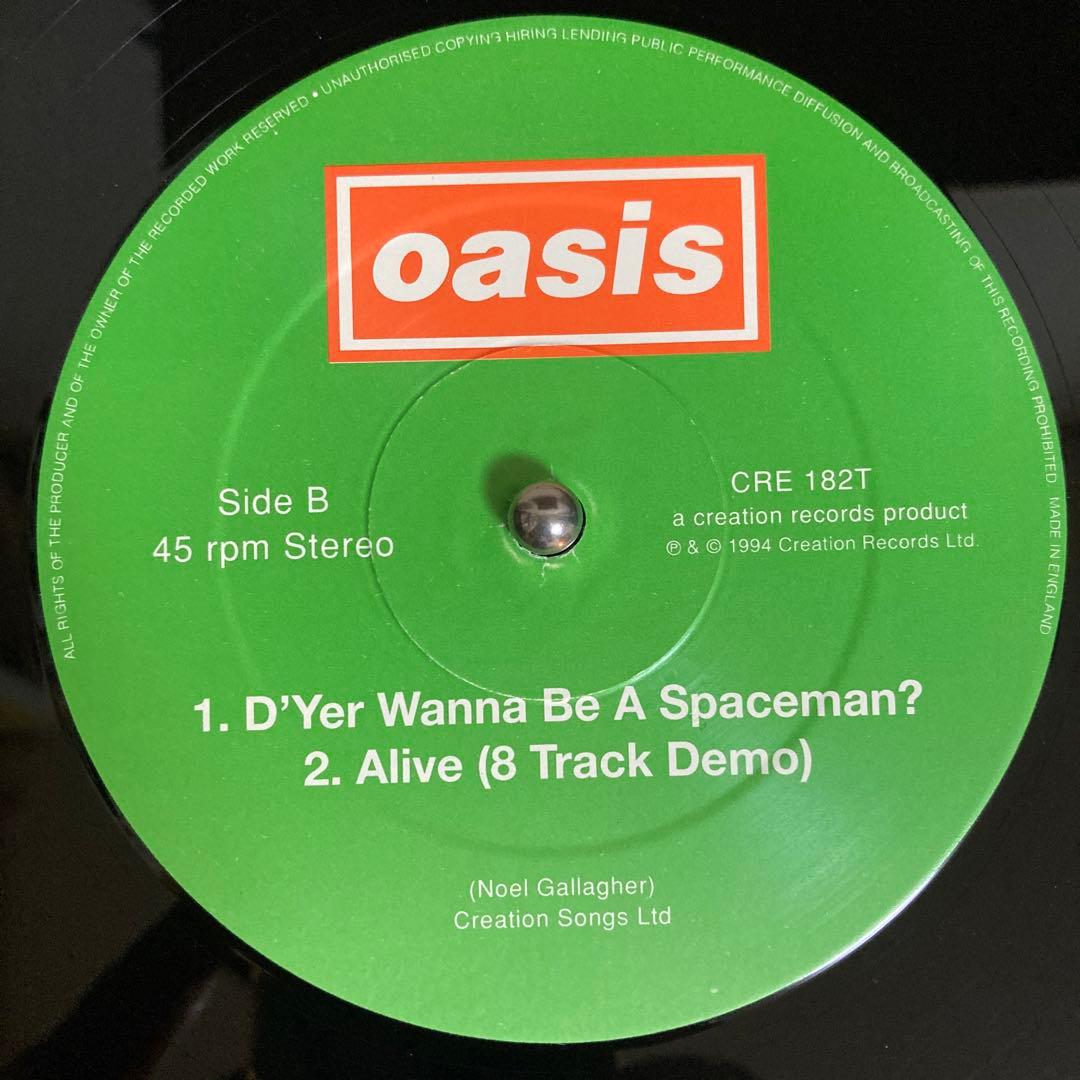 ALL RIGHTS OF THE PRODUCER AND OF THE OWNER OF THE RECORDED WORK RESERVED • UNAUTHORISED COPYING HIRING LENDING PUBLIC PERFORMANCE DIFFUSION AND BROADCASTING OF THIS RECORDING PROHIBITED MADE IN ENGLAND
oasis
Side B
45 rpm Stereo
CRE 182T
a creation records product
℗ & © 1994 Creation Records Ltd.
1. D'Yer Wanna Be A Spaceman?
2. Alive (8 Track Demo)
(Noel Gallagher)
Creation Songs Ltd